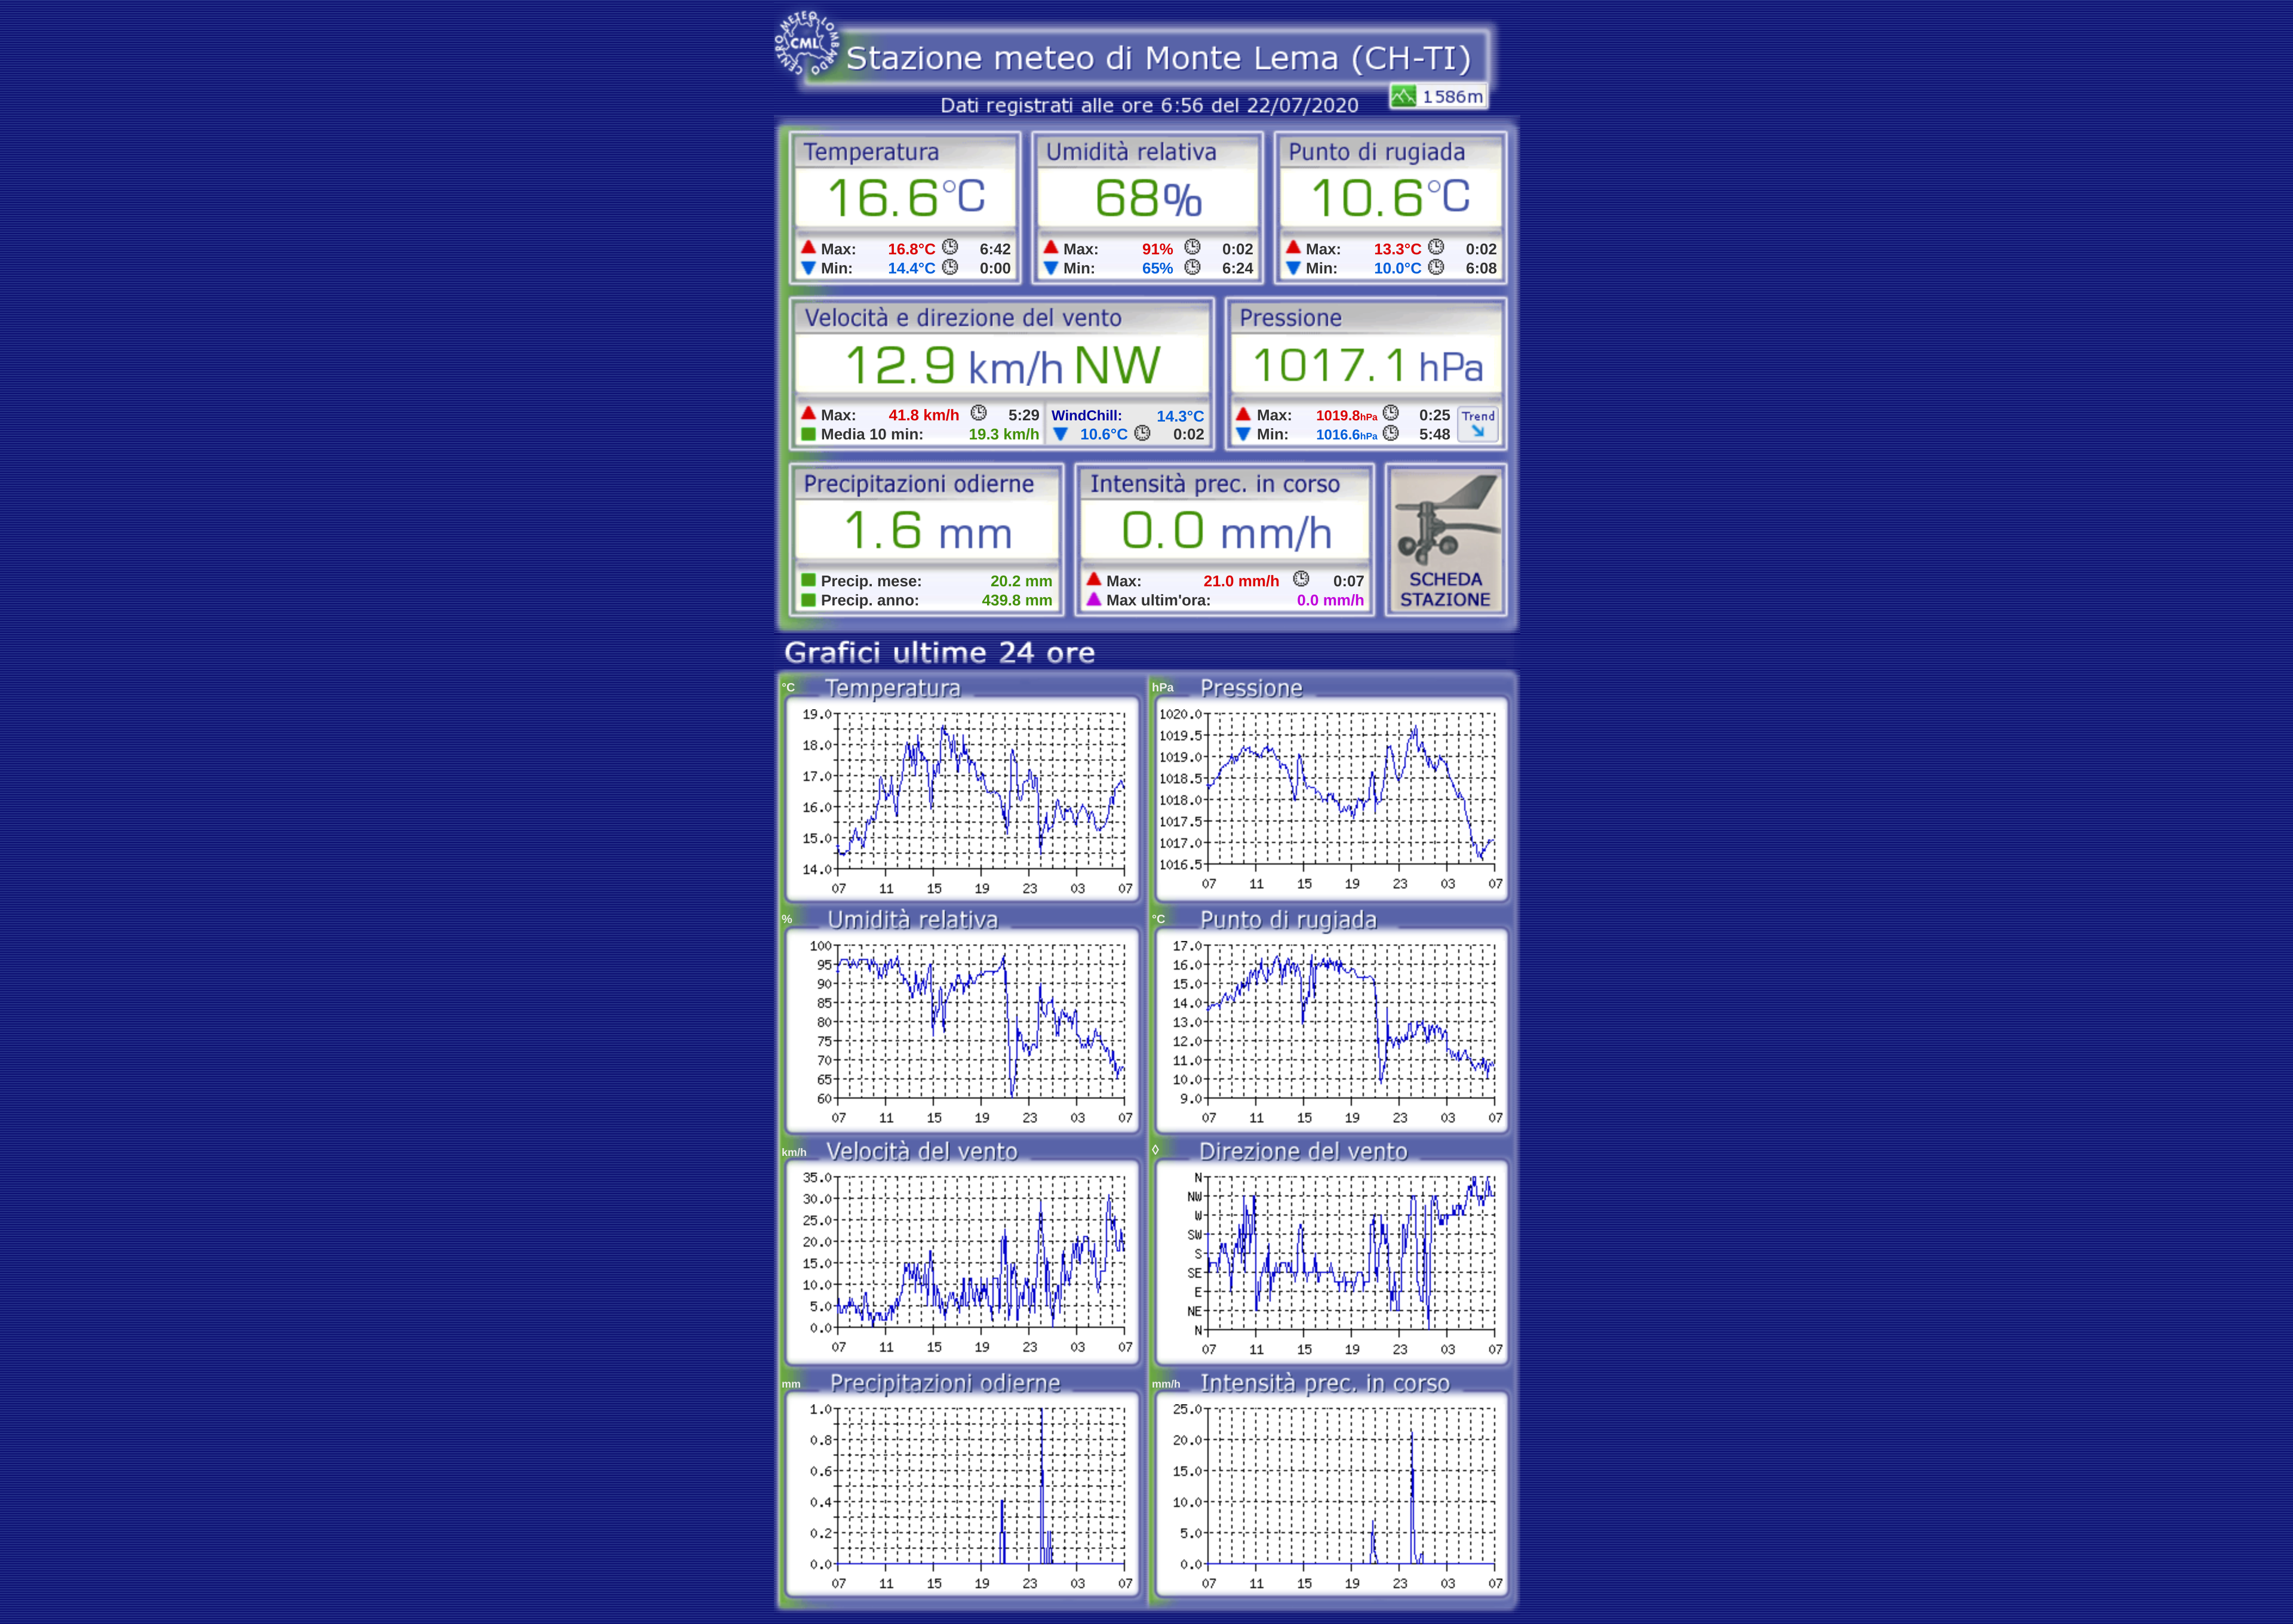 CENTRO METEO LOMBARDO
CML
Stazione meteo di Monte Lema (CH-TI)
Dati registrati alle ore 6:56 del 22/07/2020
1586m
Temperatura
16.6°C
Max: 16.8°C 6:42
Min: 14.4°C 0:00
Umidità relativa
68%
Max: 91% 0:02
Min: 65% 6:24
Punto di rugiada
10.6°C
Max: 13.3°C 0:02
Min: 10.0°C 6:08
Velocità e direzione del vento
12.9 km/h NW
Max: 41.8 km/h 5:29
Media 10 min: 19.3 km/h
WindChill: 14.3°C
10.6°C 0:02
Pressione
1017.1 hPa
Max: 1019.8hPa 0:25
Min: 1016.6hPa 5:48
Trend
Precipitazioni odierne
1.6 mm
Precip. mese: 20.2 mm
Precip. anno: 439.8 mm
Intensità prec. in corso
0.0 mm/h
Max: 21.0 mm/h 0:07
Max ultim'ora: 0.0 mm/h
SCHEDA
STAZIONE
Grafici ultime 24 ore
°C Temperatura
19.0
18.0
17.0
16.0
15.0
14.0
07 11 15 19 23 03 07
hPa Pressione
1020.0
1019.5
1019.0
1018.5
1018.0
1017.5
1017.0
1016.5
07 11 15 19 23 03 07
% Umidità relativa
100
95
90
85
80
75
70
65
60
07 11 15 19 23 03 07
°C Punto di rugiada
17.0
16.0
15.0
14.0
13.0
12.0
11.0
10.0
9.0
07 11 15 19 23 03 07
km/h Velocità del vento
35.0
30.0
25.0
20.0
15.0
10.0
5.0
0.0
07 11 15 19 23 03 07
◊ Direzione del vento
N
NW
W
SW
S
SE
E
NE
N
07 11 15 19 23 03 07
mm Precipitazioni odierne
1.0
0.8
0.6
0.4
0.2
0.0
07 11 15 19 23 03 07
mm/h Intensità prec. in corso
25.0
20.0
15.0
10.0
5.0
0.0
07 11 15 19 23 03 07